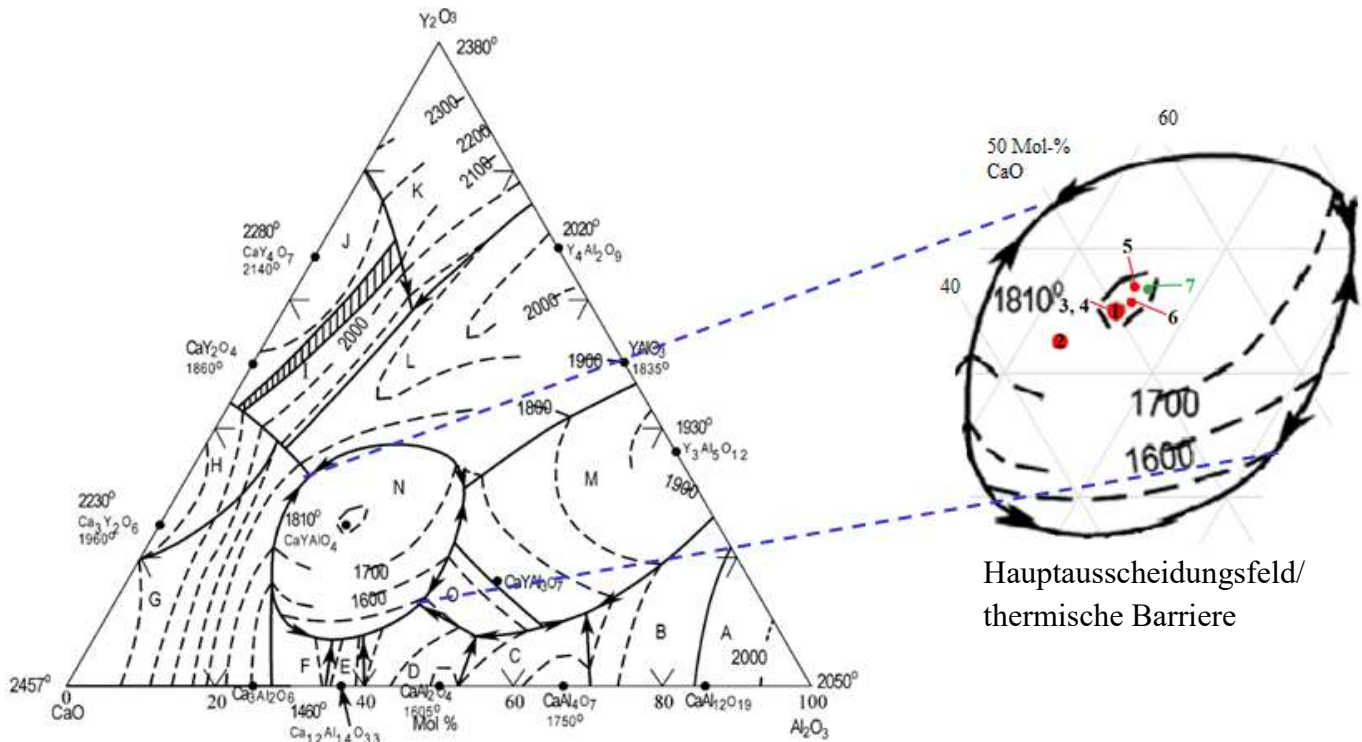 Y2O3
2380°
2300
2200
2100
K
J
2280°
CaY4O7
2140°
2020°
Y4Al2O9
2000
2000
CaY2O4
1860°
I
L
1900
YAlO3
1835°
1800
1930°
Y3Al5O12
H
N
M
1900
2230°
Ca3Y2O6
1960°
1810°
CaYAlO4
1700
1600
CaYAl3O7
O
G
F
E
D
C
B
A
2000
2457°
0
CaO
20
Ca3Al2O6
1460°
Ca12Al14O33
40
CaAl2O4
1605°
Mol %
60
CaAl4O7
1750°
80
CaAl12O19
100
Al2O3
2050°
60
50 Mol-%
CaO
40
1810°
5
7
3, 4
1
6
2
1700
1600
Hauptausscheidungsfeld/
thermische Barriere